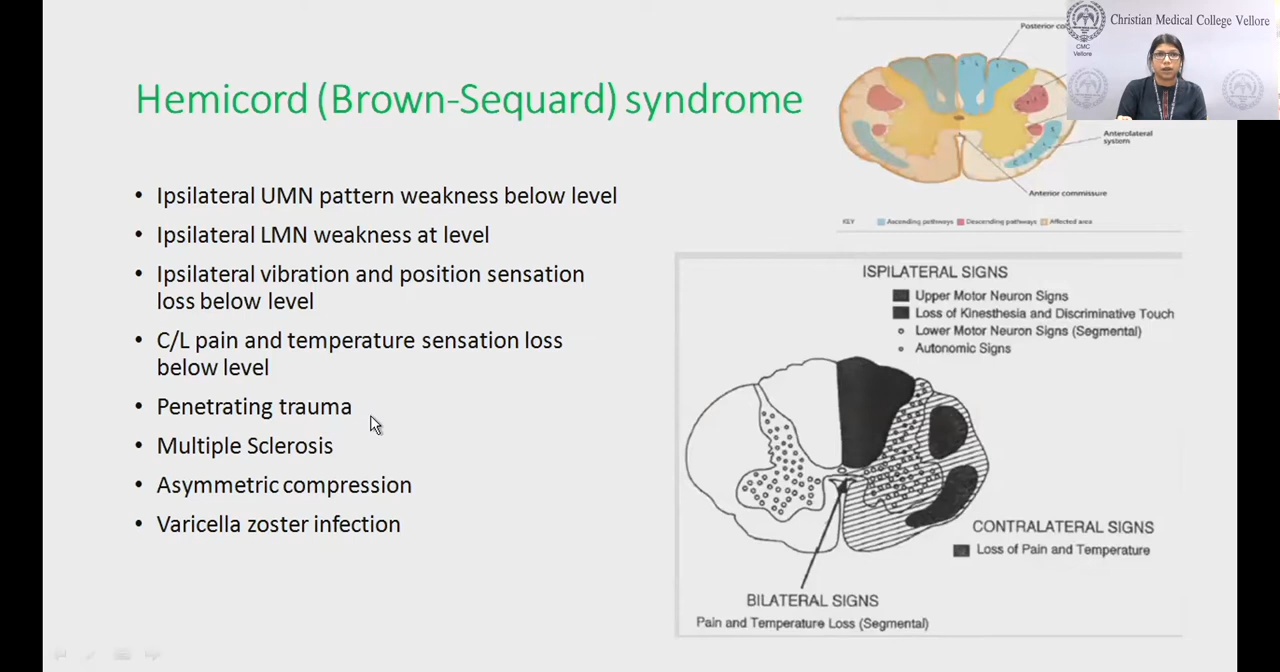 Hemicord (Brown-Sequard) syndrome
• Ipsilateral UMN pattern weakness below level
• Ipsilateral LMN weakness at level
• Ipsilateral vibration and position sensation
loss below level
• C/L pain and temperature sensation loss
below level
• Penetrating trauma
• Multiple Sclerosis
• Asymmetric compression
• Varicella zoster infection
Posterior
Anterolateral
system
Anterior commissure
KEY
Ascending pathways
Descending pathways
Affected area
Christian Medical College Vellore
CMC
Vellore
ISPILATERAL SIGNS
Upper Motor Neuron Signs
Loss of Kinesthesia and Discriminative Touch
Lower Motor Neuron Signs (Segmental)
Autonomic Signs
CONTRALATERAL SIGNS
Loss of Pain and Temperature
BILATERAL SIGNS
Pain and Temperature Loss (Segmental)